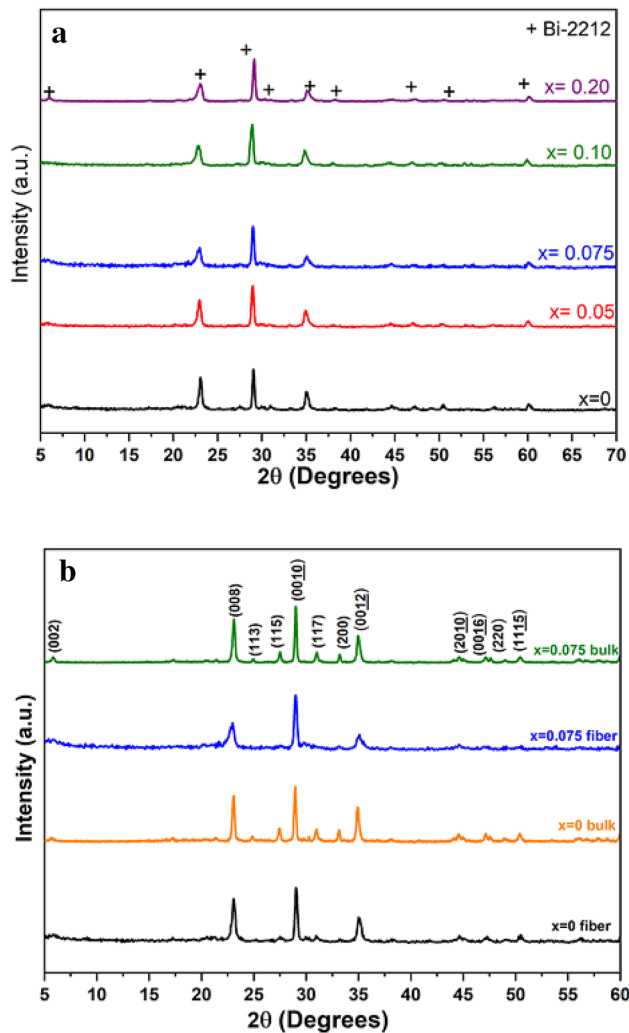 a
+ Bi-2212
+ + + + + + + + +
x= 0.20
x= 0.10
x= 0.075
x= 0.05
x=0
Intensity (a.u.)
5 10 15 20 25 30 35 40 45 50 55 60 65 70
2θ (Degrees)
b
(002) (008) (113) (115) (0010) (117) (200) (0012) (2010) (0016) (220) (1115)
x=0.075 bulk
x=0.075 fiber
x=0 bulk
x=0 fiber
Intensity (a.u.)
5 10 15 20 25 30 35 40 45 50 55 60
2θ (Degrees)